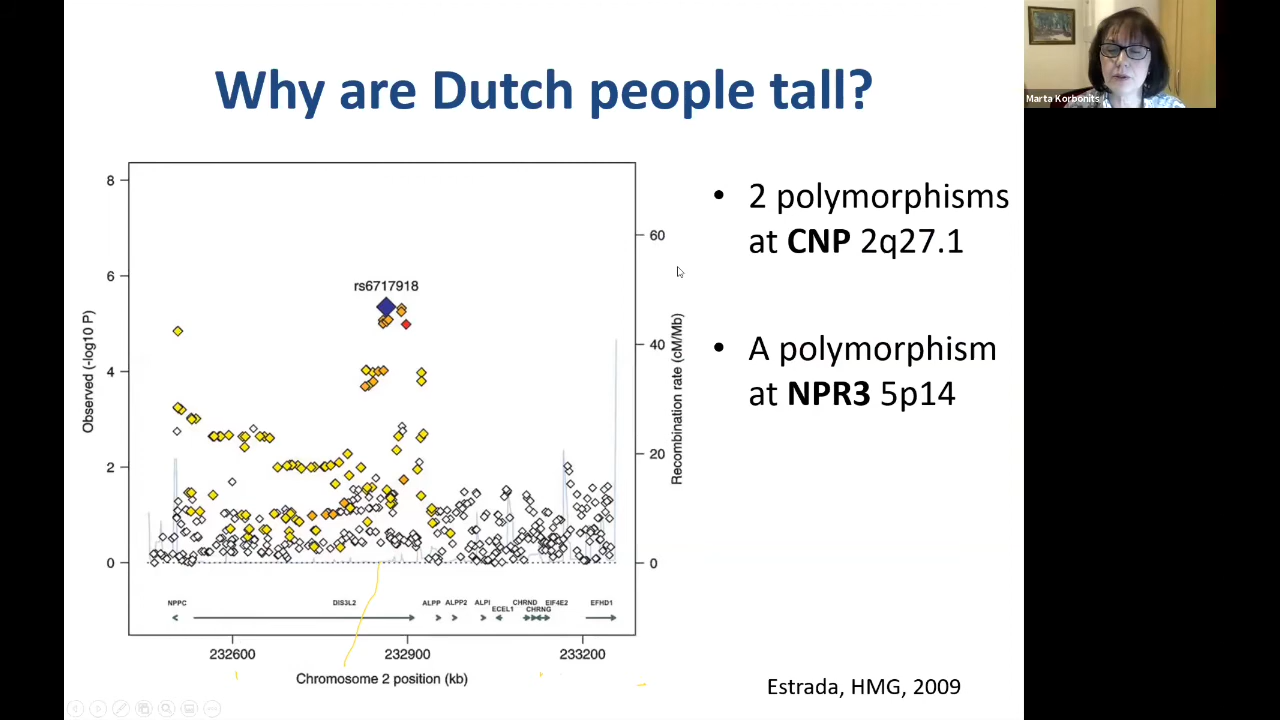 Why are Dutch people tall?
Marta Korbonits
• 2 polymorphisms
at CNP 2q27.1
• A polymorphism
at NPR3 5p14
rs6717918
Observed (-log10 P)
8
6
4
2
0
Recombination rate (cM/Mb)
60
40
20
0
NPPC DIS3L2 ALPP ALPP2 ALPI ECEL1 CHRND CHRNG EIF4E2 EFHD1
232600 232900 233200
Chromosome 2 position (kb)
Estrada, HMG, 2009